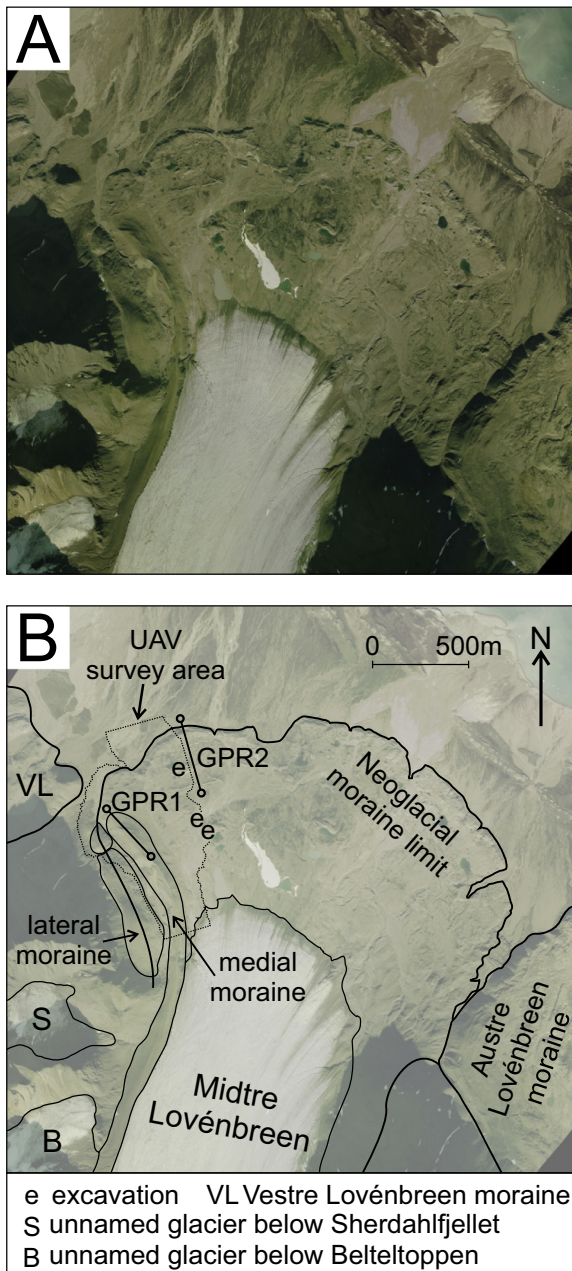 A
B
UAV
survey area
0 500m
N
VL
GPR2
e
GPR1
e
e
Neoglacial
moraine limit
lateral
moraine
medial
moraine
S
B
Midtre
Lovénbreen
Austre
Lovénbreen
moraine
e excavation VL Vestre Lovénbreen moraine
S unnamed glacier below Sherdahlfjellet
B unnamed glacier below Belteltoppen